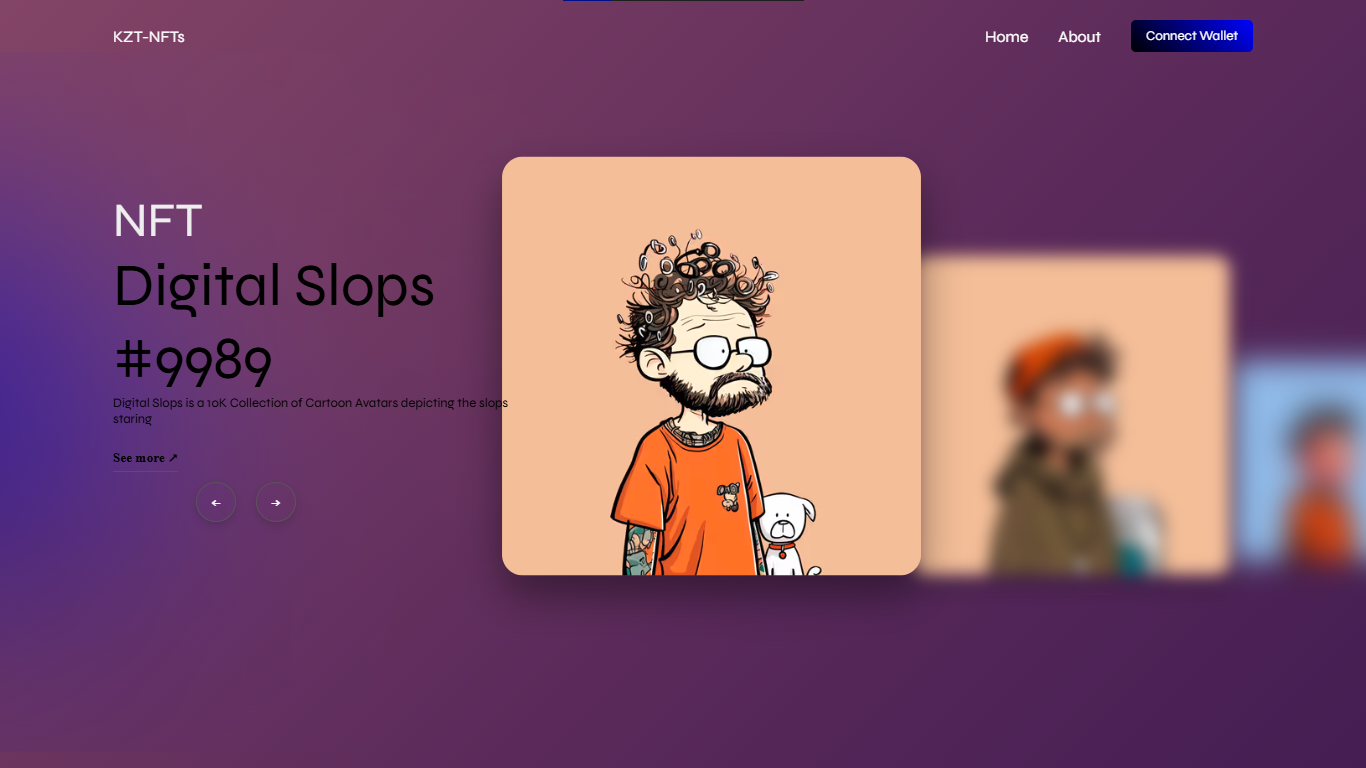 KZT-NFTs
Home
About
Connect Wallet
NFT
Digital Slops
#9989
Digital Slops is a 10K Collection of Cartoon Avatars depicting the slops
staring
See more ↗
← →